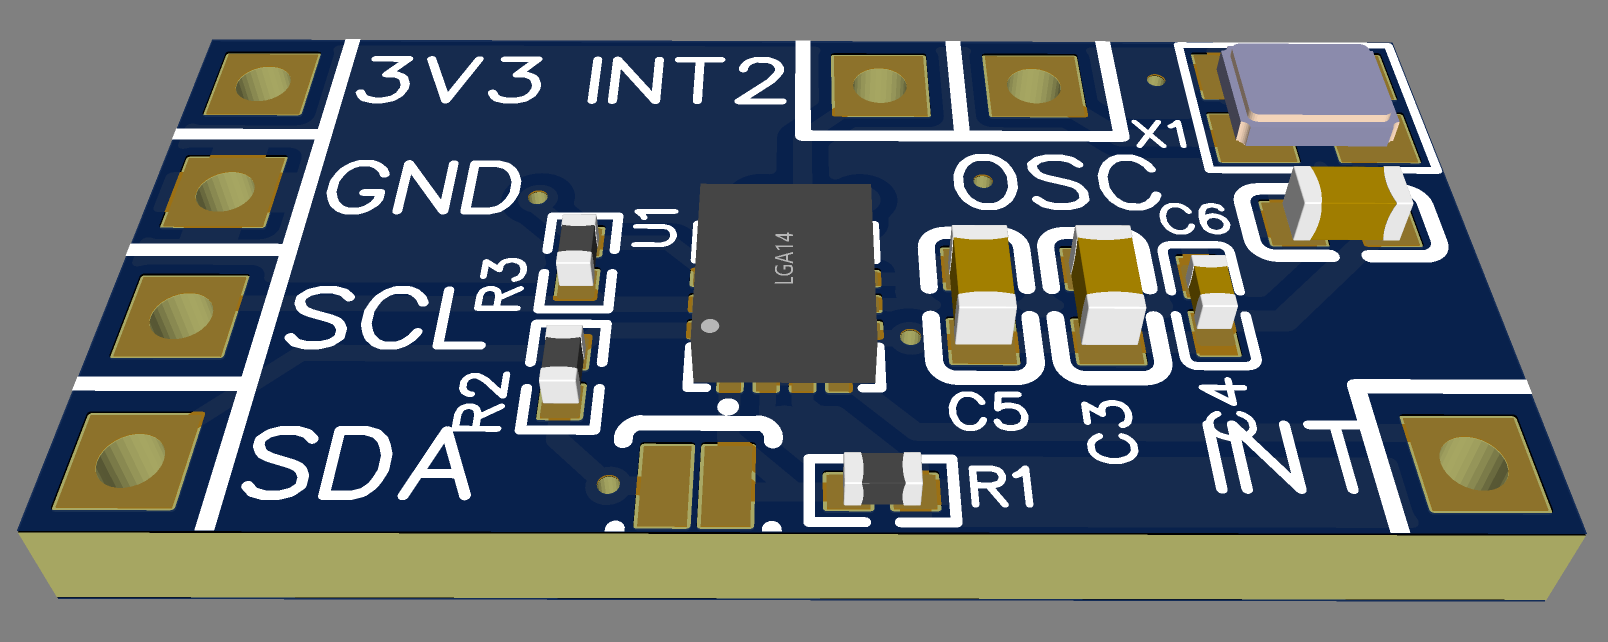 3V3 INT2
X1
OSC
GND
C6
U1
R3
LGA14
SCL
R2
C5
C3
C4
SDA
INT
R1